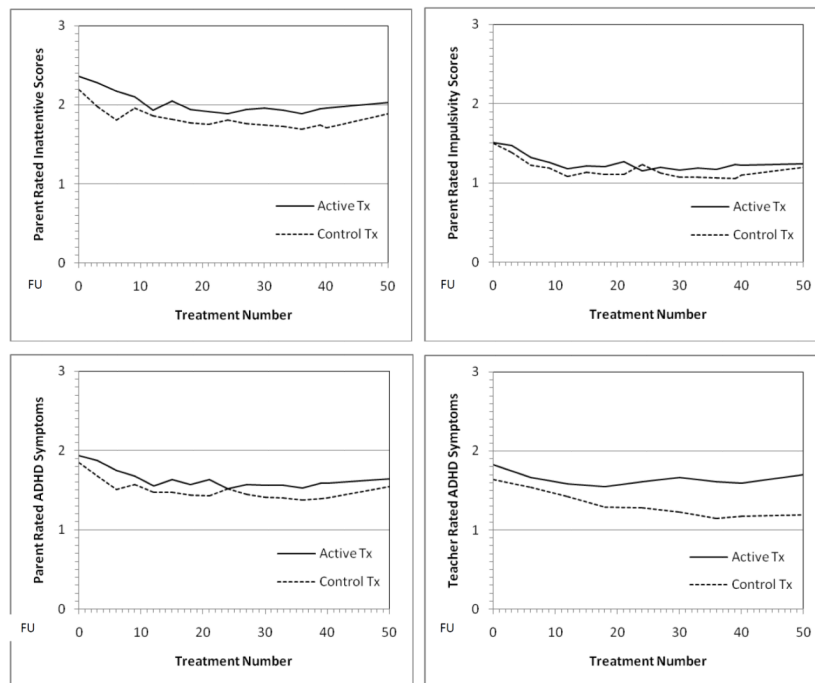 Parent Rated Inattentive Scores
3
2
1
0
Active Tx
Control Tx
FU
0 10 20 30 40 50
Treatment Number
Parent Rated Impulsivity Scores
3
2
1
0
Active Tx
Control Tx
FU
0 10 20 30 40 50
Treatment Number
Parent Rated ADHD Symptoms
3
2
1
0
Active Tx
Control Tx
FU
0 10 20 30 40 50
Treatment Number
Teacher Rated ADHD Symptoms
3
2
1
0
Active Tx
Control Tx
FU
0 10 20 30 40 50
Treatment Number